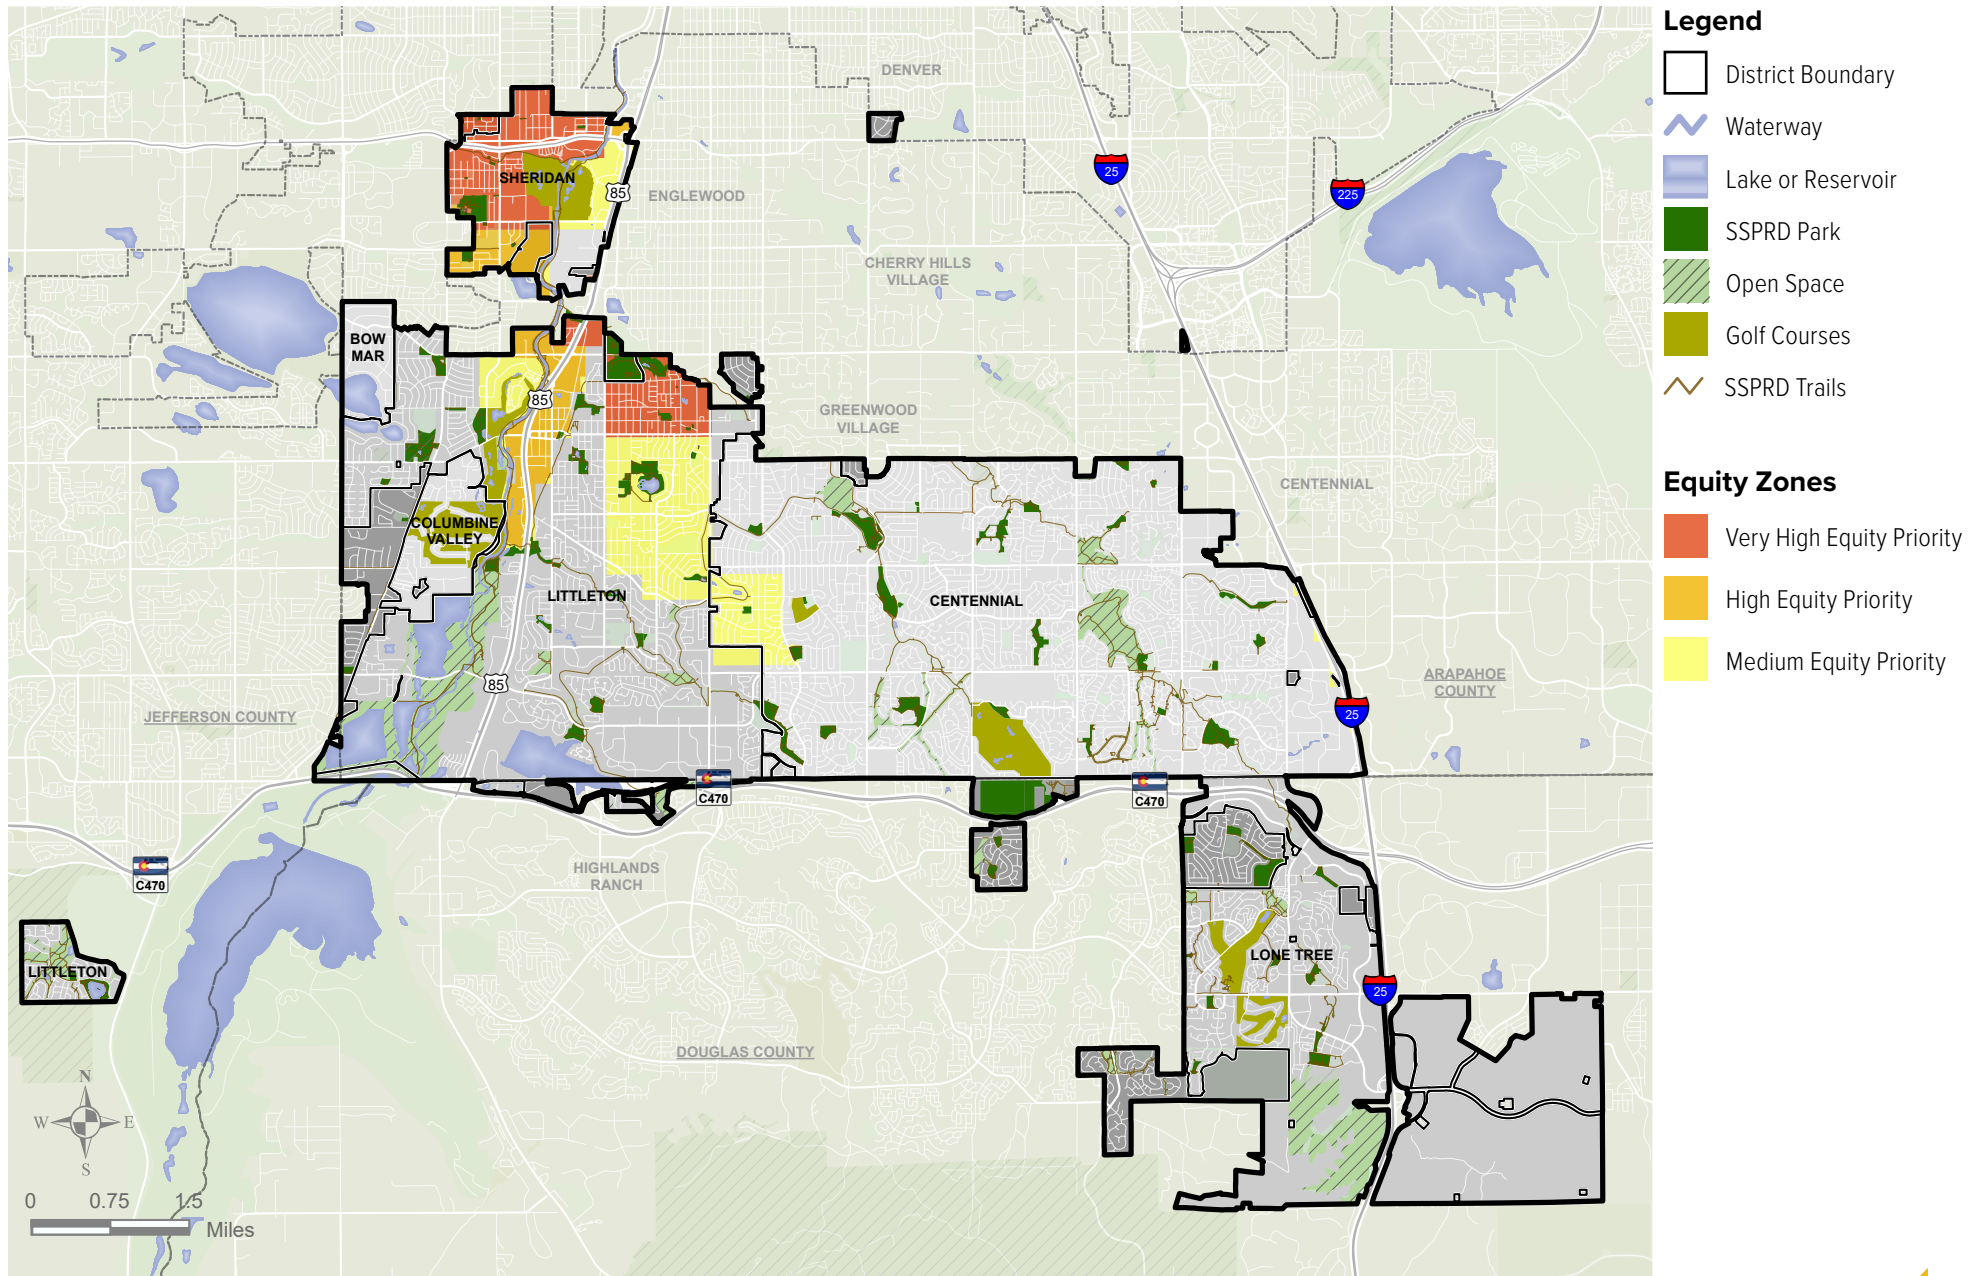 DENVER
SHERIDAN
85
ENGLEWOOD
25
225
CHERRY HILLS
VILLAGE
BOW
MAR
85
GREENWOOD
VILLAGE
CENTENNIAL
COLUMBINE
VALLEY
LITTLETON
CENTENNIAL
85
ARAPAHOE
COUNTY
JEFFERSON COUNTY
25
C470
C470
HIGHLANDS
RANCH
C470
LITTLETON
LONE TREE
25
DOUGLAS COUNTY
N
W
E
S
0 0.75 1.5
Miles
Legend
District Boundary
Waterway
Lake or Reservoir
SSPRD Park
Open Space
Golf Courses
SSPRD Trails
Equity Zones
Very High Equity Priority
High Equity Priority
Medium Equity Priority